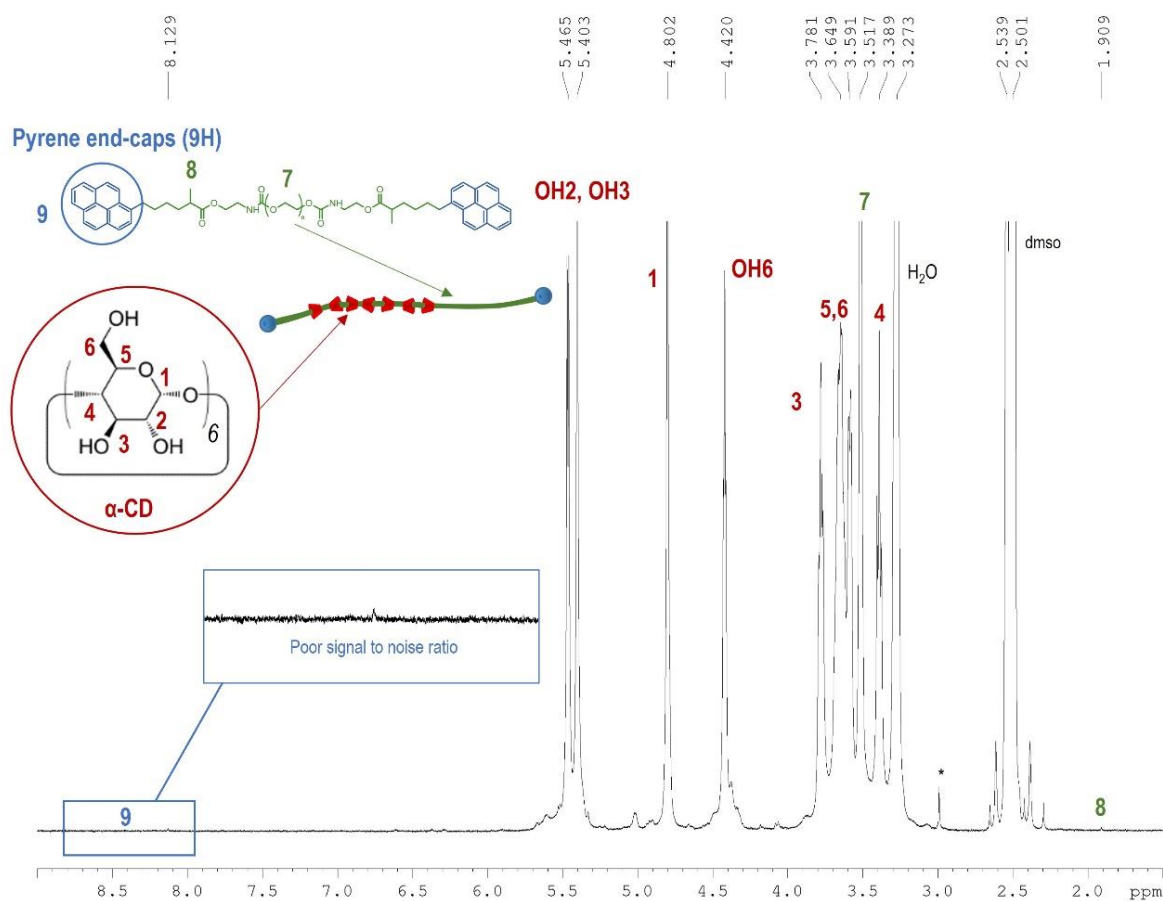 8.129
5.465
5.403
4.802
4.420
3.781
3.649
3.591
3.517
3.389
3.273
2.539
2.501
1.909
Pyrene end-caps (9H)
8
7
9
O
O
O
N
H
O
O
O
n
O
O
N
H
O
O
OH2, OH3
7
dmso
H2O
1
OH6
5,6
4
3
OH
6
5
O
1
4
O
2
3
HO
OH
6
α-CD
Poor signal to noise ratio
*
9
8
8.5
8.0
7.5
7.0
6.5
6.0
5.5
5.0
4.5
4.0
3.5
3.0
2.5
2.0
ppm